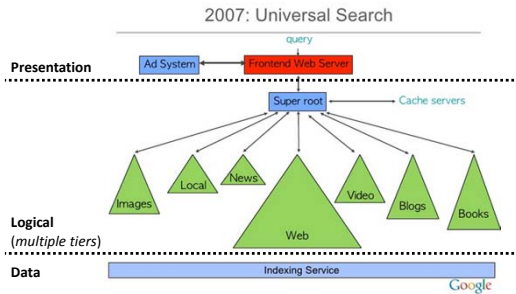 2007: Universal Search
query
Ad System
Frontend Web Server
Presentation
Super root
Cache servers
Images
Local
News
Web
Video
Blogs
Books
Logical
(multiple tiers)
Data
Indexing Service
Google